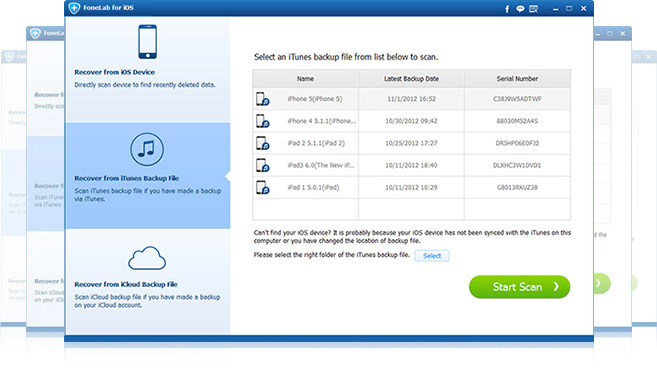 FoneLab for iOS
Recover from iOS Device
Directly scan device to find recently deleted data.
Recover from iTunes Backup File
Scan iTunes backup file if you have made a backup
via iTunes.
Recover from iCloud Backup File
Scan iCloud backup file if you have made a backup
on your iCloud account.
Select an iTunes backup file from list below to scan.
Name Latest Backup Date Serial Number
iPhone 5(iPhone 5) 11/1/2012 16:52 C38J9W5ADTWF
iPhone 4 5.1.1(iPhone... 10/30/2012 09:42 88030M52A4S
iPad 2 5.1.1(iPad 2) 10/25/2012 17:27 DR5HP06EDFJ2
iPad3 6.0(The New iP... 10/11/2012 18:40 DLXHC3W1DVD1
iPad 1 5.0.1(iPad) 10/11/2012 10:29 GB013RXUZ38
Can't find your iOS device? It is probably because your iOS device has not been synced with the iTunes on this
computer or you have changed the location of backup file.
Please select the right folder of the iTunes backup file. Select
Start Scan